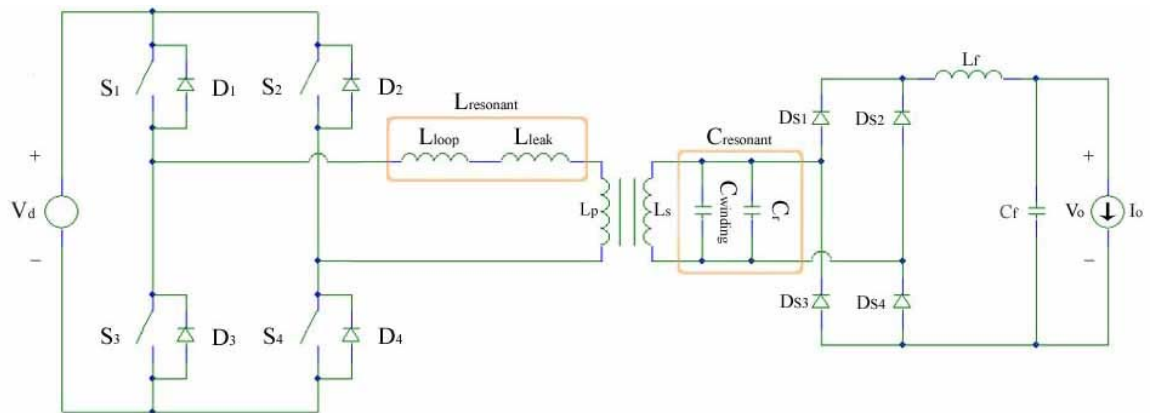 S1
D1
S2
D2
Lresonant
Lloop
Lleak
Cresonant
Ds1
Ds2
Lf
+
Vd
−
Lp
Ls
Cwinding
Cr
Cf
+
Vo
Io
−
S3
D3
S4
D4
Ds3
Ds4